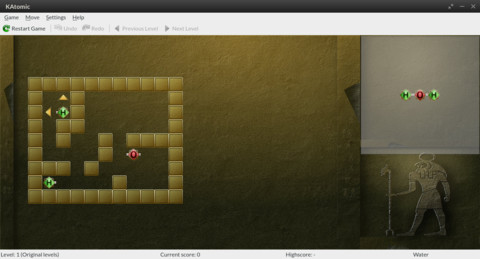 KAtomic
Game Move Settings Help
Restart Game Undo Redo Previous Level Next Level
H O H
H
O
H
Level: 1 (Original levels) Current score: 0 Highscore: - Water